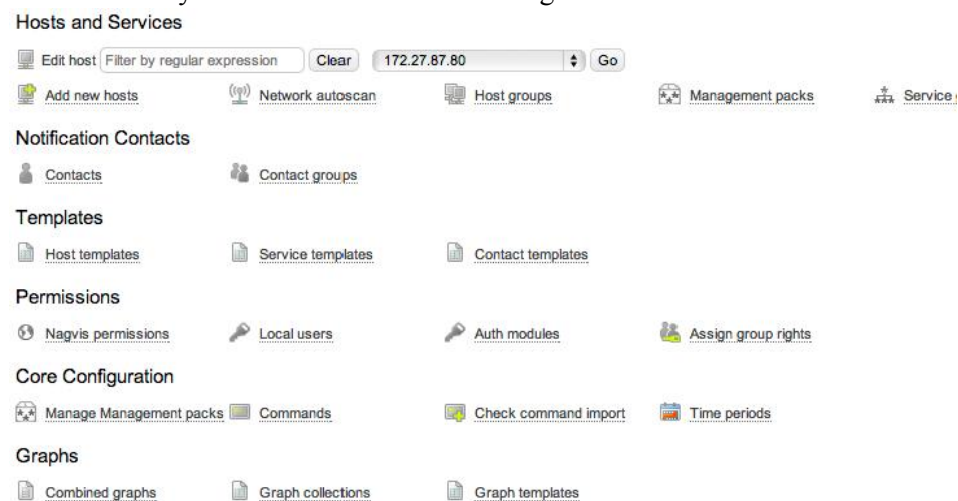 Hosts and Services
Edit host Filter by regular expression Clear 172.27.87.80 Go
Add new hosts Network autoscan Host groups Management packs Service
Notification Contacts
Contacts Contact groups
Templates
Host templates Service templates Contact templates
Permissions
Nagvis permissions Local users Auth modules Assign group rights
Core Configuration
Manage Management packs Commands Check command import Time periods
Graphs
Combined graphs Graph collections Graph templates